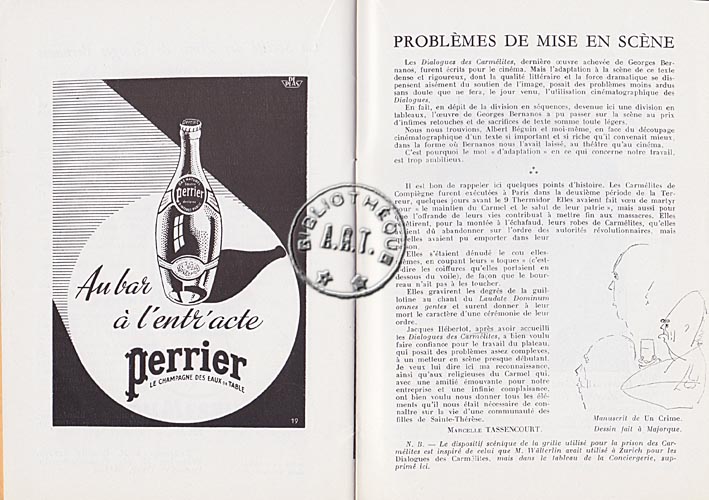 DE PLAS
perrier
Au bar
à l'entr'acte
perrier
LE CHAMPAGNE DES EAUX DE TABLE
19
BIBLIOTHÈQUE
A.R.T.
PROBLÈMES DE MISE EN SCÈNE
Les Dialogues des Carmélites, dernière œuvre achevée de Georges Ber-
nanos, furent écrits pour le cinéma. Mais l'adaptation à la scène de ce texte
dense et rigoureux, dont la qualité littéraire et la force dramatique se dis-
pensent aisément du soutien de l'image, posait des problèmes moins ardus
sans doute que ne fera, le jour venu, l'utilisation cinématographique des
Dialogues.
En fait, en dépit de la division en séquences, devenue ici une division en
tableaux, l'œuvre de Georges Bernanos a pu passer sur la scène au prix
d'infimes retouches et de sacrifices de texte somme toute légers.
Nous nous trouvions, Albert Béguin et moi-même, en face du découpage
cinématographique d'un texte si important et si riche qu'il convenait mieux,
dans la forme où Bernanos nous l'avait laissé, au théâtre qu'au cinéma.
C'est pourquoi le mot « d'adaptation » en ce qui concerne notre travail,
est trop ambitieux.
Il est bon de rappeler ici quelques points d'histoire. Les Carmélites de
Compiègne furent exécutées à Paris dans la deuxième période de la Ter-
reur, quelques jours avant le 9 Thermidor. Elles avaient fait vœu de martyr
pour « le maintien du Carmel et le salut de leur patrie », mais aussi pour
que l'offrande de leurs vies contribuât à mettre fin aux massacres. Elles
vêtirent, pour la montée à l'échafaud, leurs robes de Carmélites, qu'elles
avaient dû abandonner sur l'ordre des autorités révolutionnaires, mais
qu'elles avaient pu emporter dans leur
prison.
Elles s'étaient dénudé le cou elles-
mêmes, en coupant leurs « toques » (c'est-
à-dire les coiffures qu'elles portaient en
dessous du voile), de façon que le bour-
reau n'ait pas à les toucher.
Elles gravirent les degrés de la guil-
lotine au chant du Laudate Dominum
omnes gentes et surent donner à leur
mort le caractère d'une cérémonie de leur
ordre.
Jacques Hébertot, après avoir accueilli
les Dialogues des Carmélites, a bien voulu
faire confiance pour le travail du plateau,
qui posait des problèmes assez complexes,
à un metteur en scène presque débutant.
Je veux lui dire ici ma reconnaissance,
ainsi qu'aux religieuses du Carmel qui,
avec une amitié émouvante pour notre
entreprise et une infinie complaisance,
ont bien voulu nous donner tous les élé-
ments qu'il nous était nécessaire de con-
naître sur la vie d'une communauté des
filles de Sainte-Thérèse.
MARCELLE TASSENCOURT.
Manuscrit de Un Crime.
Dessin fait à Majorque.
N. B. — Le dispositif scénique de la grille utilisé pour la prison des Car-
mélites est inspiré de celui que M. Wälterlin avait utilisé à Zurich pour les
Dialogues des Carmélites, mais dans le tableau de la Conciergerie, sup-
primé ici.